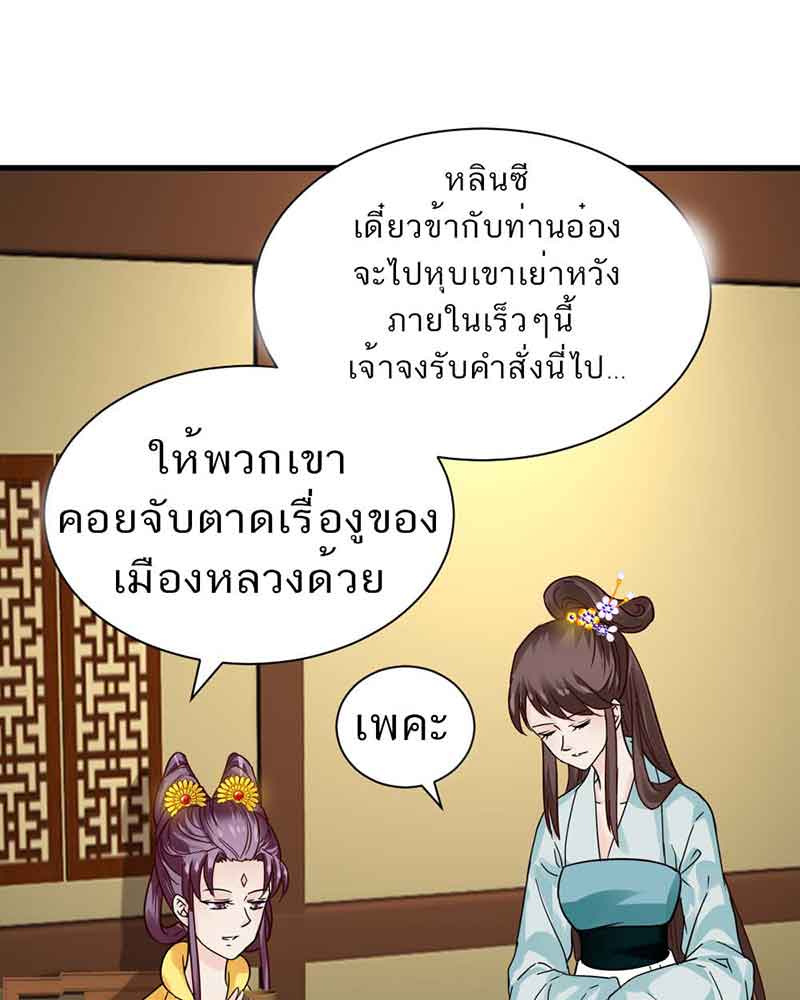 หลินซี
เดี๋ยวข้ากับท่านอ๋อง
จะไปหุบเขาเย่าหวัง
ภายในเร็วๆนี้
เจ้าจงรับคำสั่งนี่ไป...
ให้พวกเขา
คอยจับตาดเรื่องูของ
เมืองหลวงด้วย
เพคะ